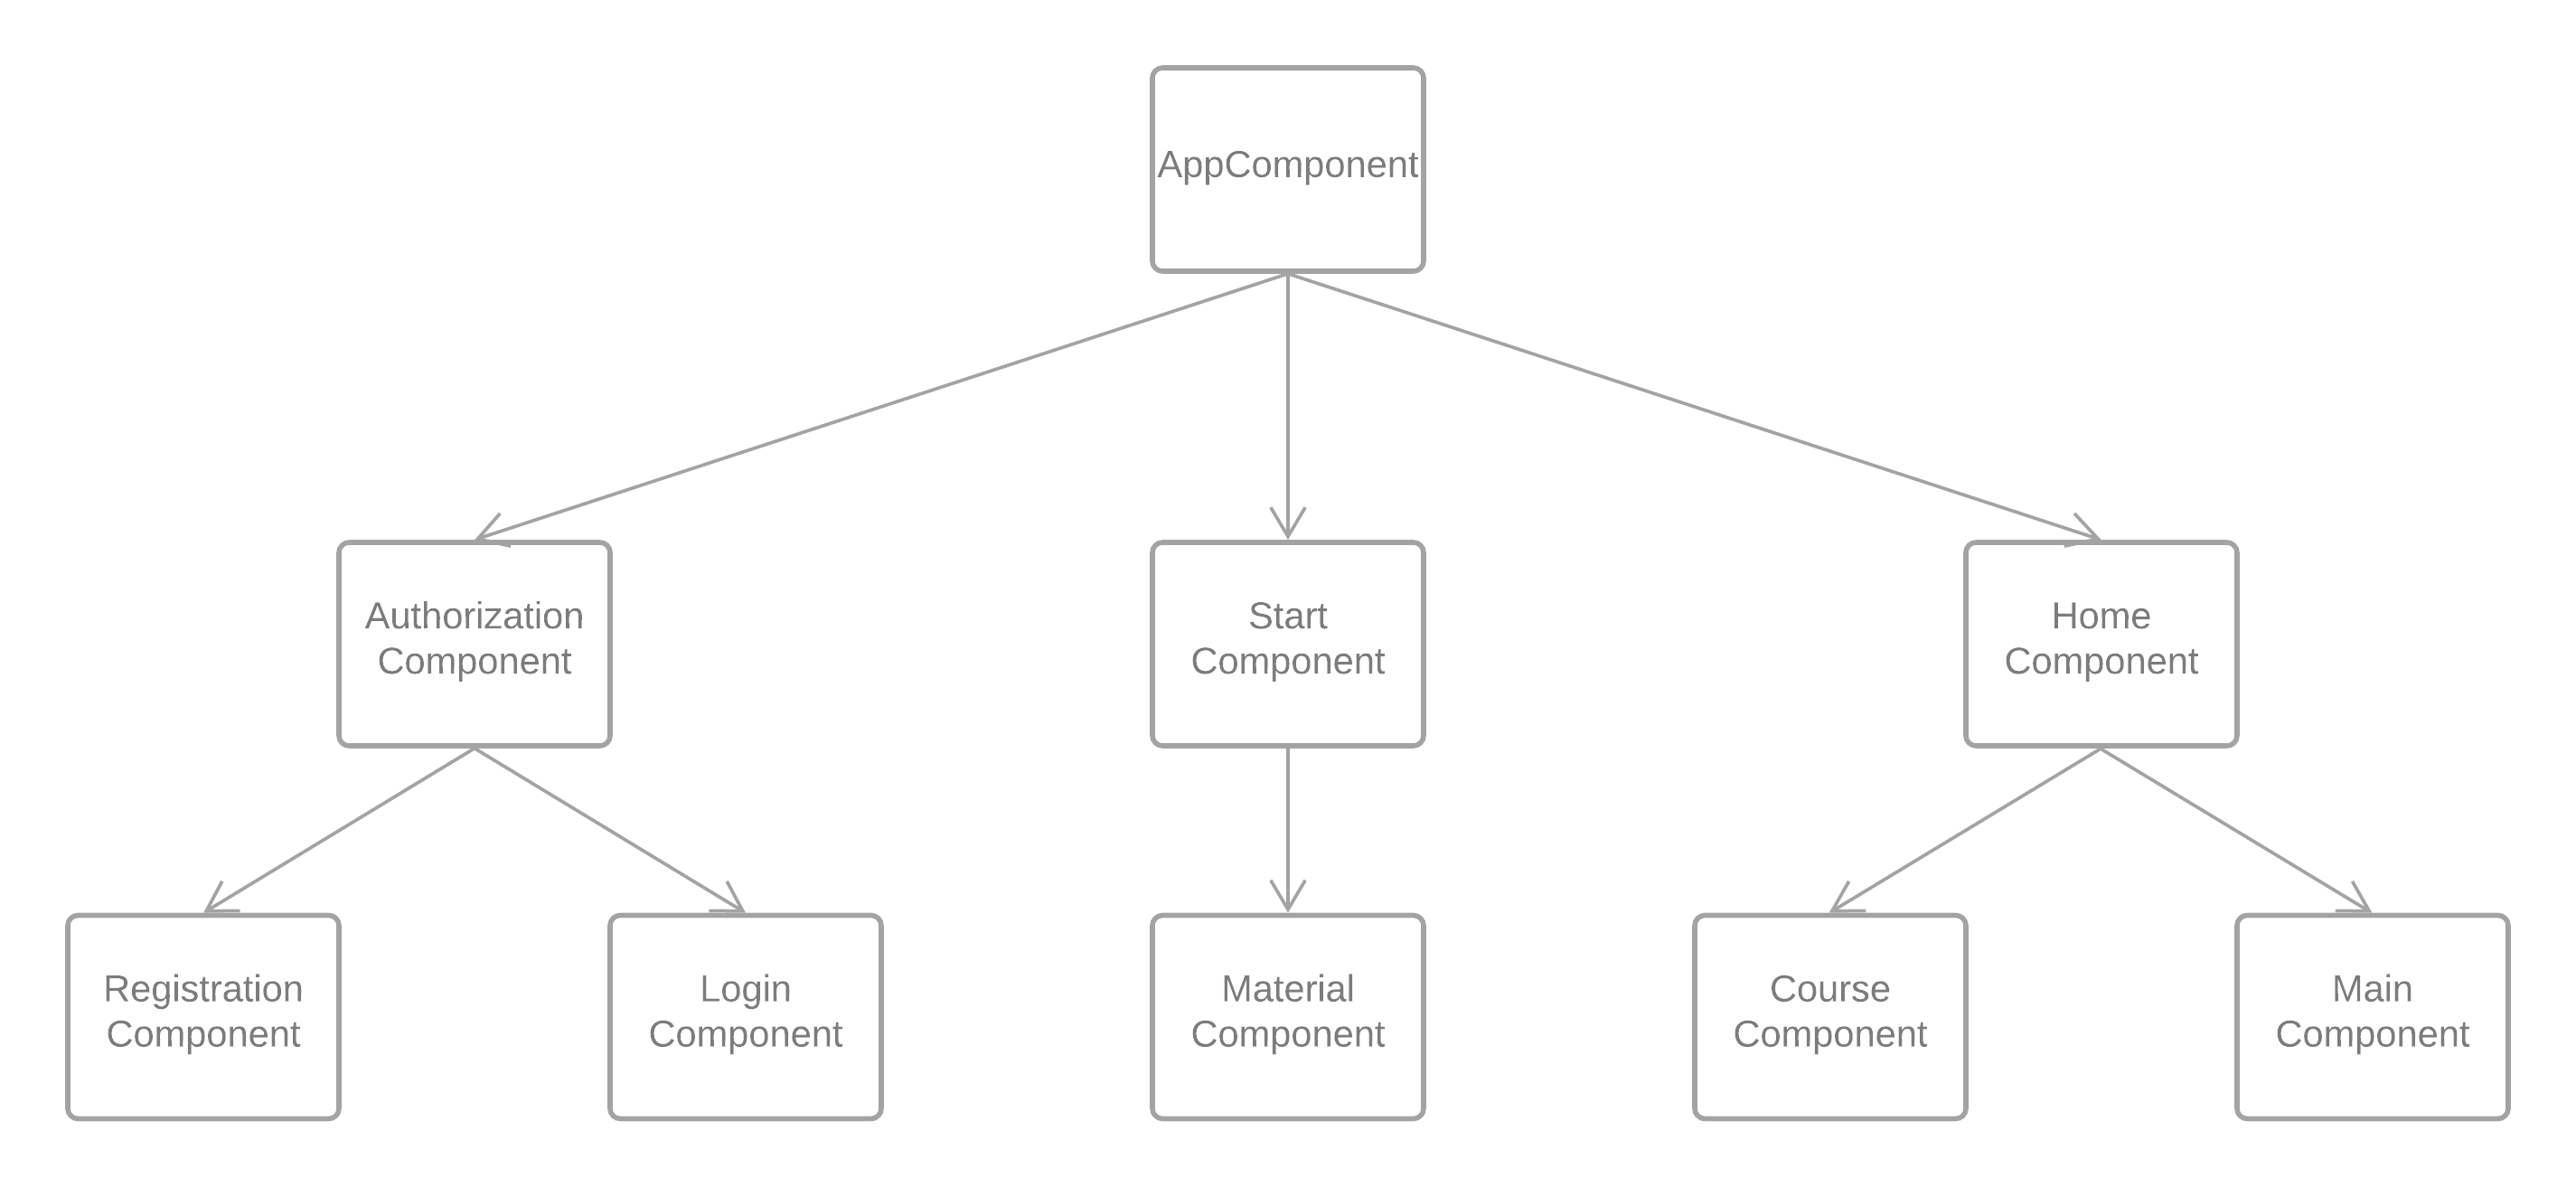 AppComponent
Authorization
Component
Start
Component
Home
Component
Registration
Component
Login
Component
Material
Component
Course
Component
Main
Component